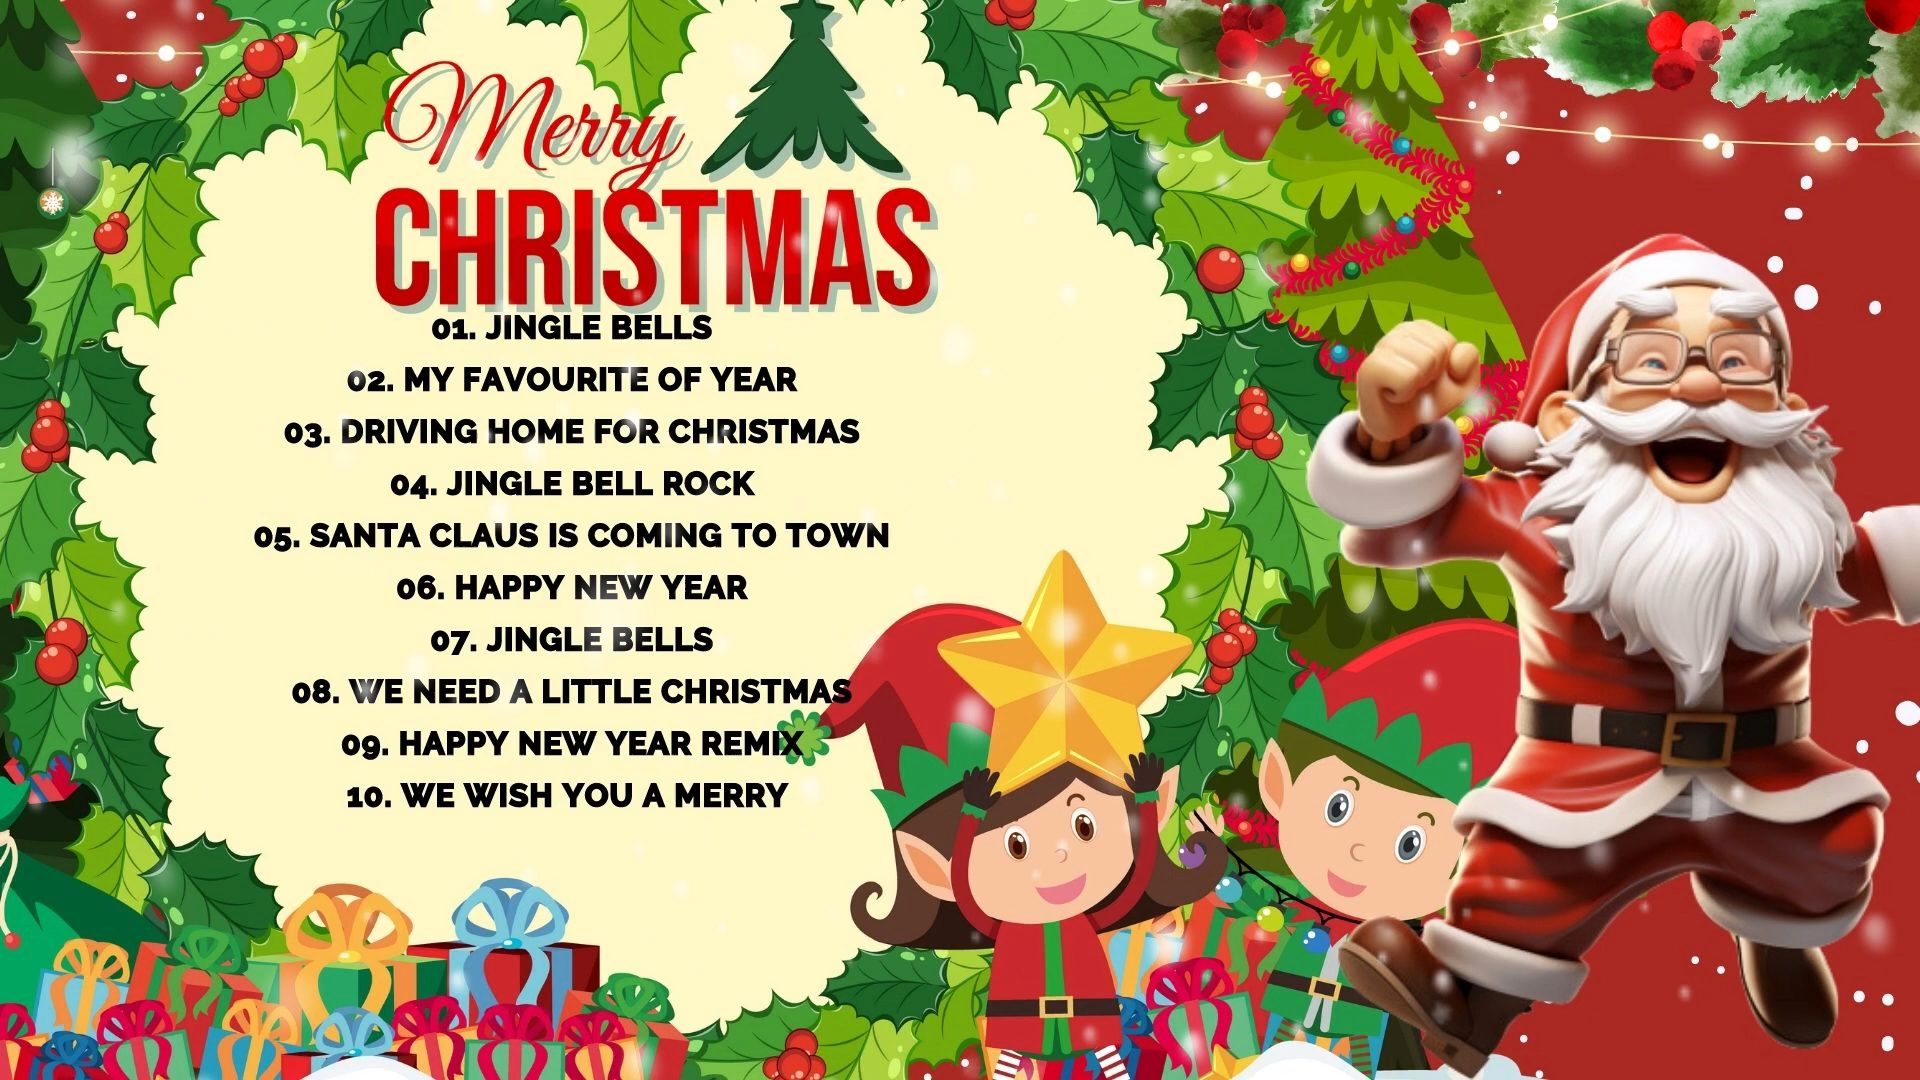 Merry
CHRISTMAS
01. JINGLE BELLS
02. MY FAVOURITE OF YEAR
03. DRIVING HOME FOR CHRISTMAS
04. JINGLE BELL ROCK
05. SANTA CLAUS IS COMING TO TOWN
06. HAPPY NEW YEAR
07. JINGLE BELLS
08. WE NEED A LITTLE CHRISTMAS
09. HAPPY NEW YEAR REMIX
10. WE WISH YOU A MERRY